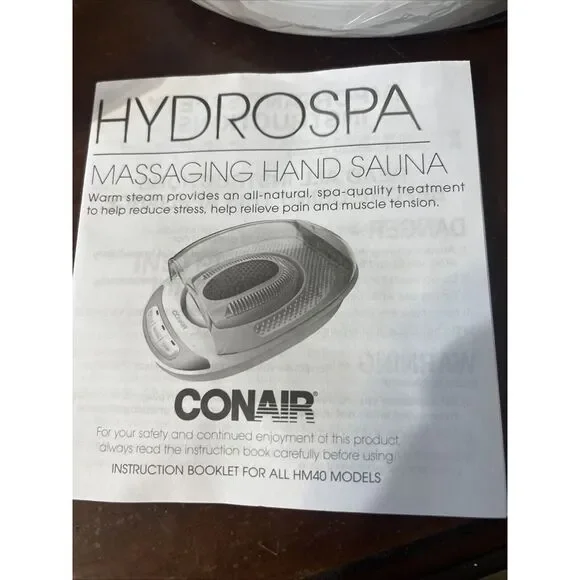 HYDROSPA
MASSAGING HAND SAUNA
Warm steam provides an all-natural, spa-quality treatment
to help reduce stress, help relieve pain and muscle tension.
CONAIR
CONAIR®
For your safety and continued enjoyment of this product
always read the instruction book carefully before using.
INSTRUCTION BOOKLET FOR ALL HM40 MODELS